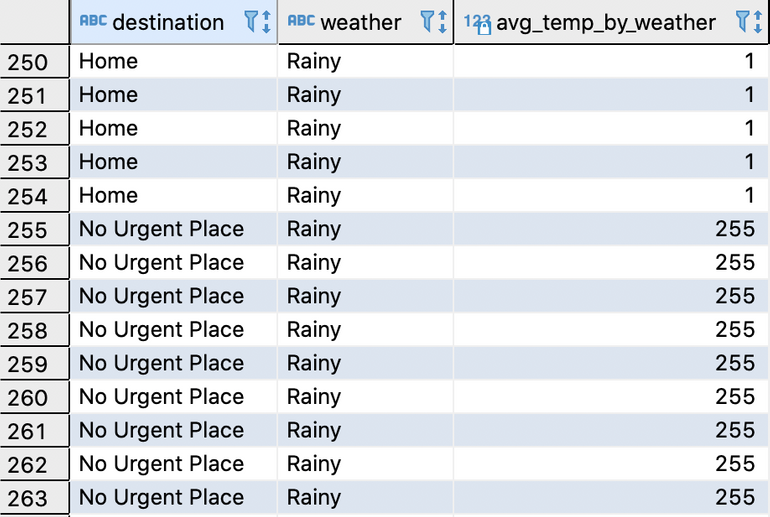 ABC destination ABC weather 123 avg_temp_by_weather
250 Home Rainy 1
251 Home Rainy 1
252 Home Rainy 1
253 Home Rainy 1
254 Home Rainy 1
255 No Urgent Place Rainy 255
256 No Urgent Place Rainy 255
257 No Urgent Place Rainy 255
258 No Urgent Place Rainy 255
259 No Urgent Place Rainy 255
260 No Urgent Place Rainy 255
261 No Urgent Place Rainy 255
262 No Urgent Place Rainy 255
263 No Urgent Place Rainy 255